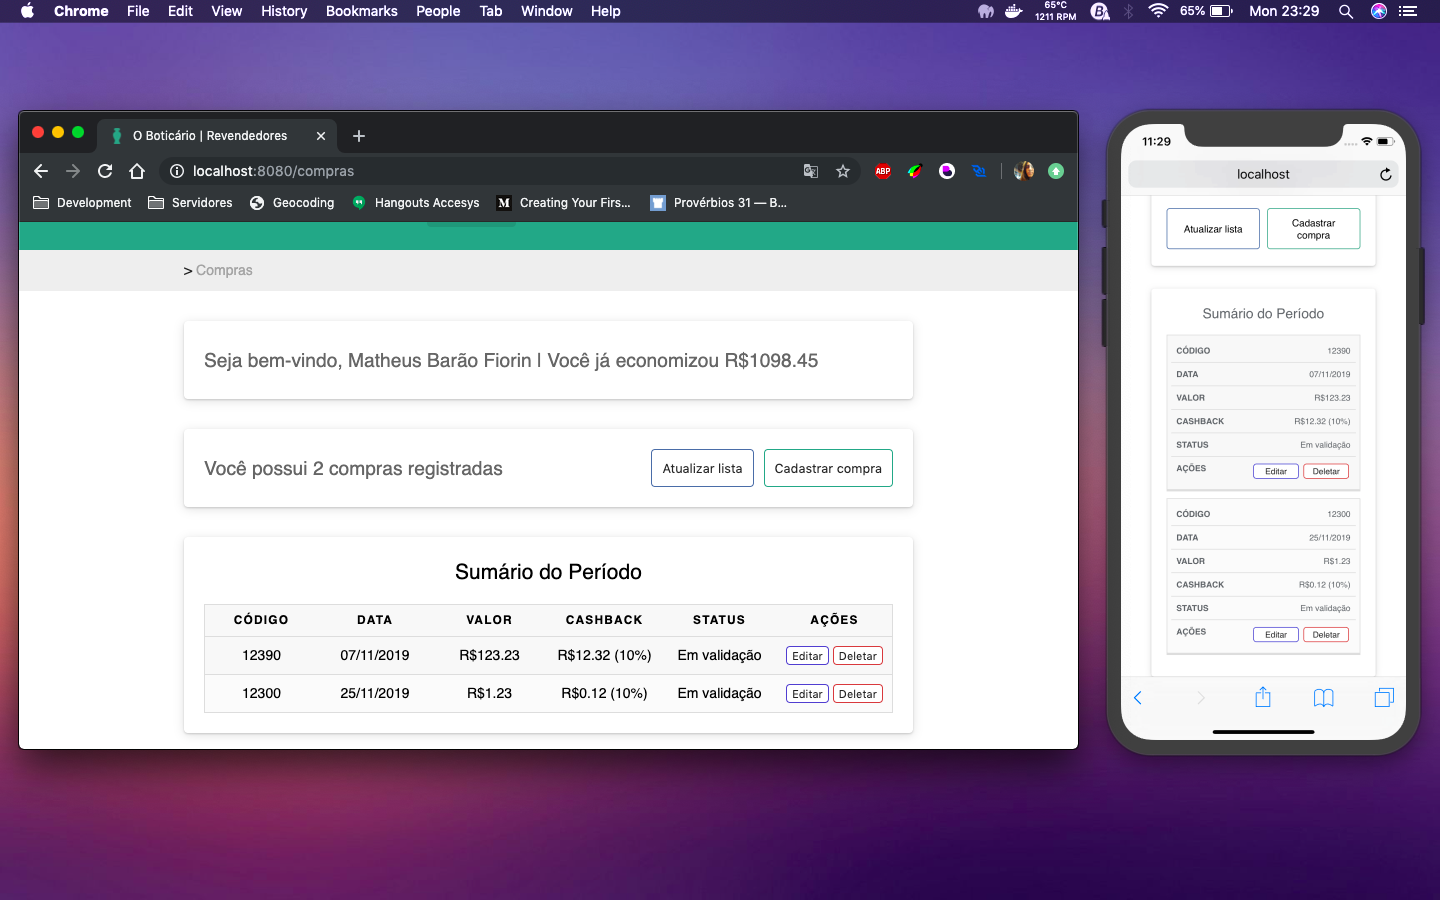 Chrome File Edit View History Bookmarks People Tab Window Help
65°C
1211 RPM
65% Mon 23:29
O Boticário | Revendedores
localhost:8080/compras
ABP
Development Servidores Geocoding Hangouts Accesys M Creating Your Firs... Provérbios 31 — B...
> Compras
Seja bem-vindo, Matheus Barão Fiorin | Você já economizou R$1098.45
Você possui 2 compras registradas Atualizar lista Cadastrar compra
Sumário do Período
CÓDIGO DATA VALOR CASHBACK STATUS AÇÕES
12390 07/11/2019 R$123.23 R$12.32 (10%) Em validação Editar Deletar
12300 25/11/2019 R$1.23 R$0.12 (10%) Em validação Editar Deletar
11:29
localhost
Atualizar lista
Cadastrar
compra
Sumário do Período
CÓDIGO 12390
DATA 07/11/2019
VALOR R$123.23
CASHBACK R$12.32 (10%)
STATUS Em validação
AÇÕES Editar Deletar
CÓDIGO 12300
DATA 25/11/2019
VALOR R$1.23
CASHBACK R$0.12 (10%)
STATUS Em validação
AÇÕES Editar Deletar